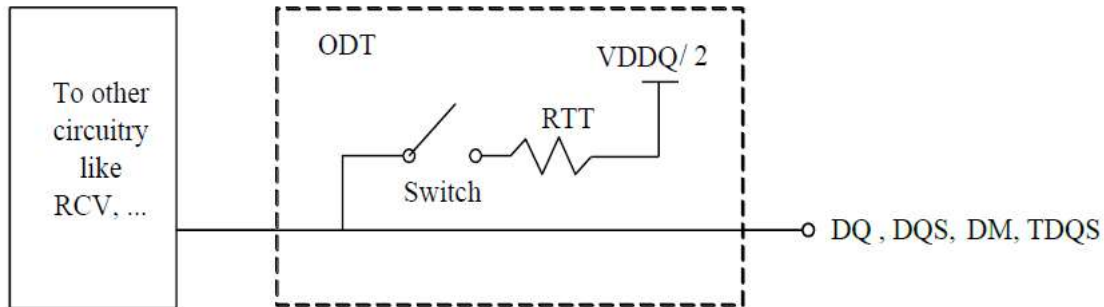 To other
circuitry
like
RCV, ...
ODT
VDDQ/ 2
RTT
Switch
DQ , DQS, DM, TDQS